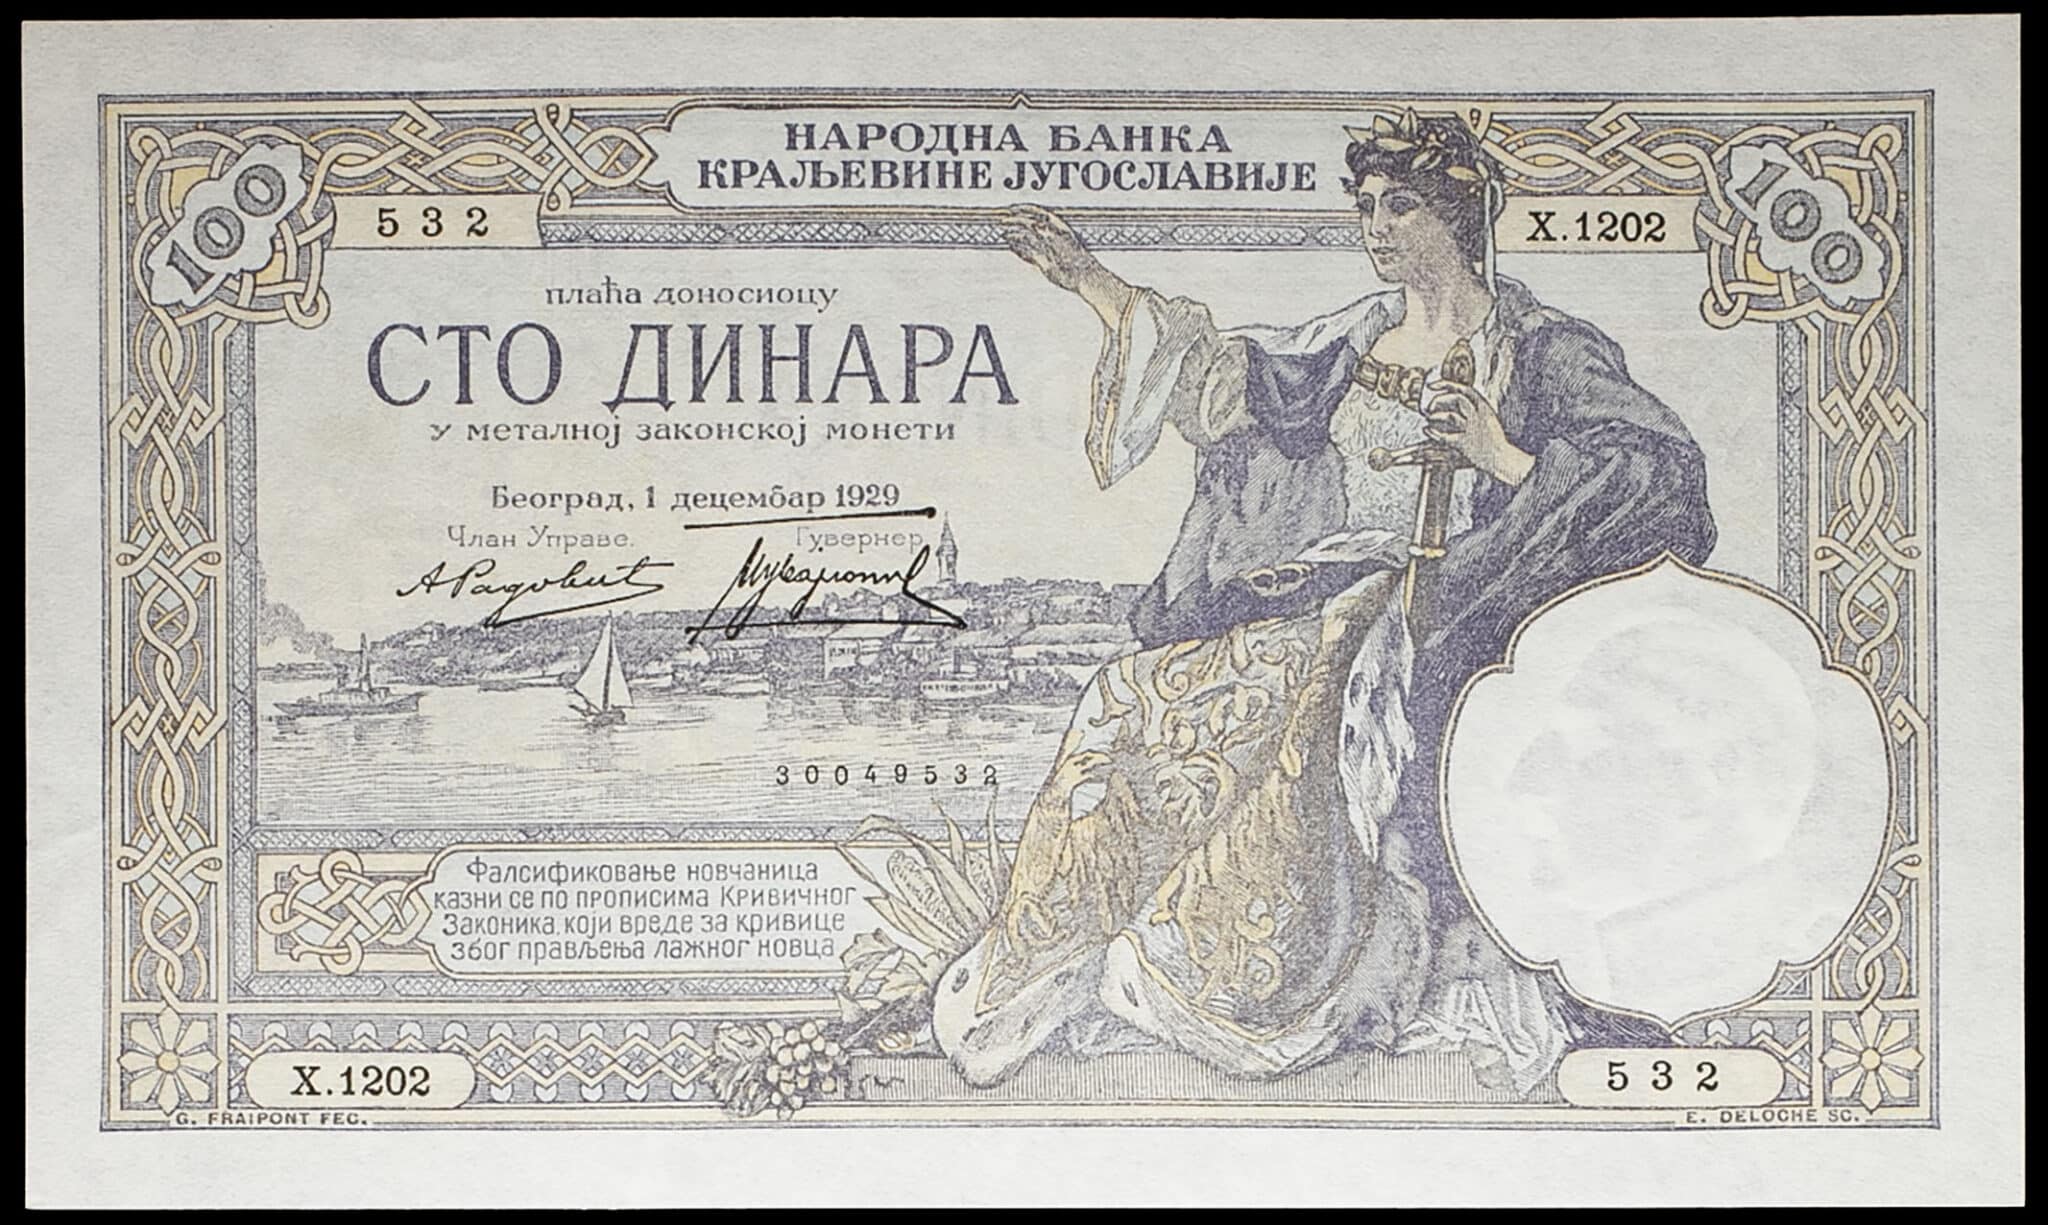 НАРОДНА БАНКА
КРАЉЕВИНЕ ЈУГОСЛАВИЈЕ
100
100
532
X.1202
плаћа доносиоцу
СТО ДИНАРА
у металној законској монети
Београд, 1 децембар 1929
Члан Управе.
Гувернер,
А Радовић
30049532
Фалсификовање новчаница
казни се по прописима Кривичног
Законика, који вреде за кривице
због прављења лажног новца
X.1202
532
G. FRAIPONT FEC.
E. DELOCHE SC.